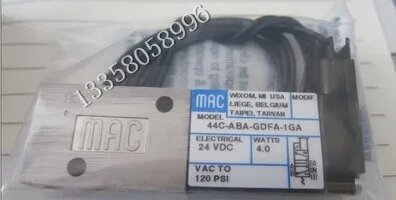 13358058996
MAC
MAC
WIXOM, MI USA
LIEGE, BELGIUM
TAIPEI, TAIWAN
MODIF.
MODEL
44C-ABA-GDFA-1GA
ELECTRICAL
24 VDC
WATTS
4.0
VAC TO
120 PSI